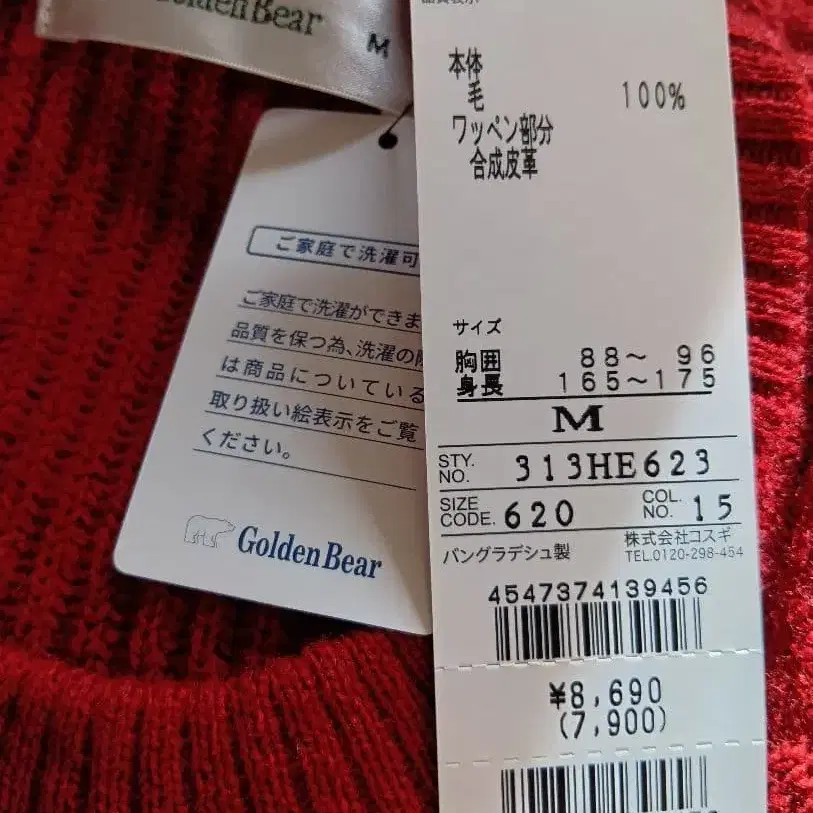 GoldenBear
M
品質表示
本体
毛 100%
ワッペン部分
合成皮革
サイズ
胸囲 88～ 96
身長 165～175
M
STY. NO. 313HE623
SIZE CODE. 620 COL. NO. 15
バングラデシュ製 株式会社コスギ
TEL.0120-298-454
4547374139456
¥8,690
(7,900)
ご家庭で洗濯可
ご家庭で洗濯ができま
品質を保つ為、洗濯の際
は商品についている
取り扱い絵表示をご覧
ください。
GoldenBear